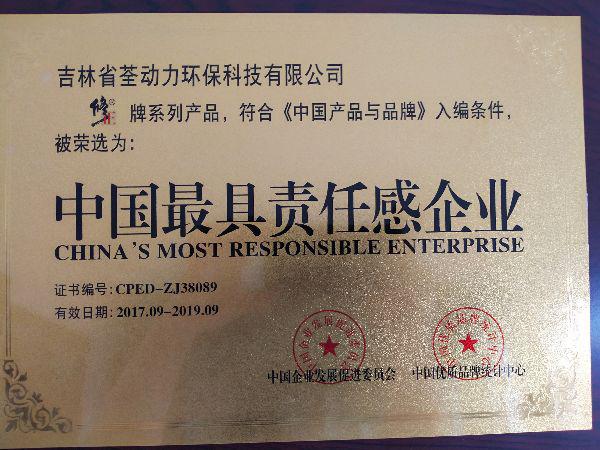 吉林省荃动力环保科技有限公司
修®牌系列产品，符合《中国产品与品牌》入编条件，
被荣选为：
中国最具责任感企业
CHINA'S MOST RESPONSIBLE ENTERPRISE
证书编号：CPED-ZJ38089
有效日期：2017.09-2019.09
中国企业发展促进委员会
中国优质品牌统计中心